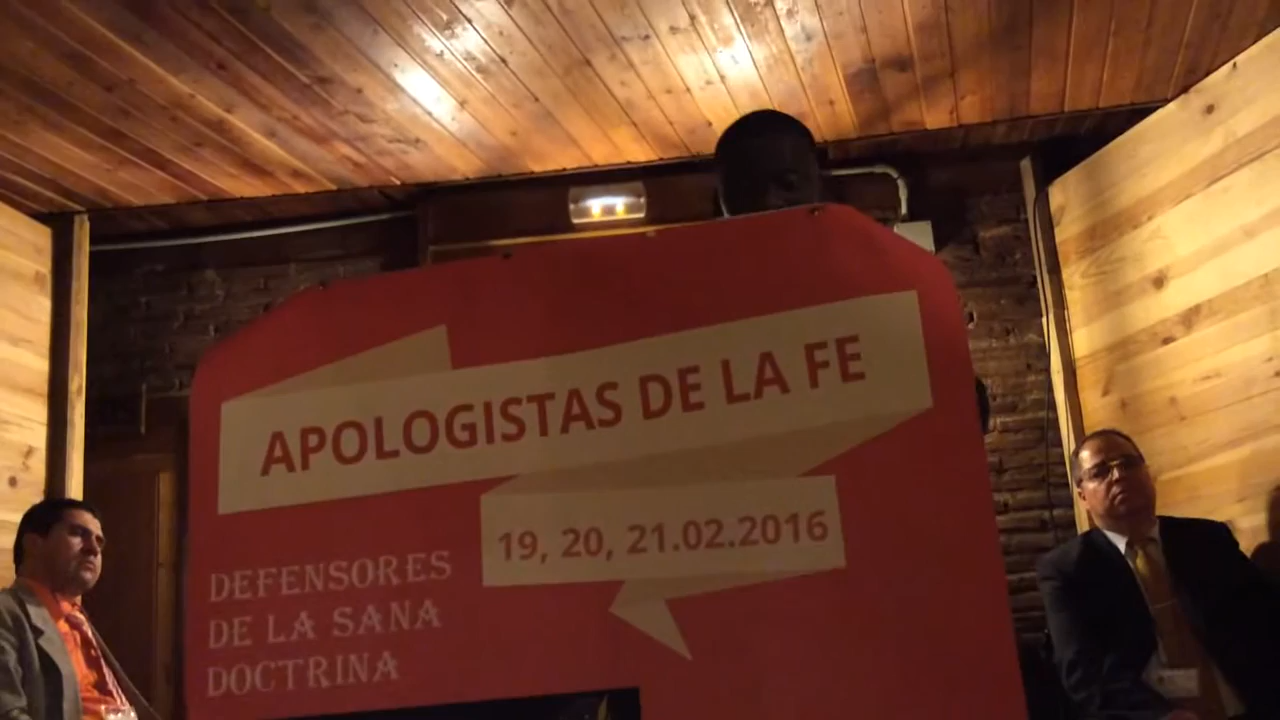 APOLOGISTAS DE LA FE
19, 20, 21.02.2016
DEFENSORES
DE LA SANA
DOCTRINA